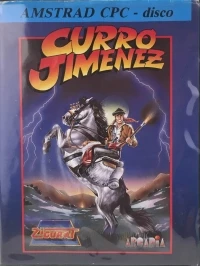 AMSTRAD CPC - disco
CURRO
JIMENEZ
ZIGURAT
ARCADIA